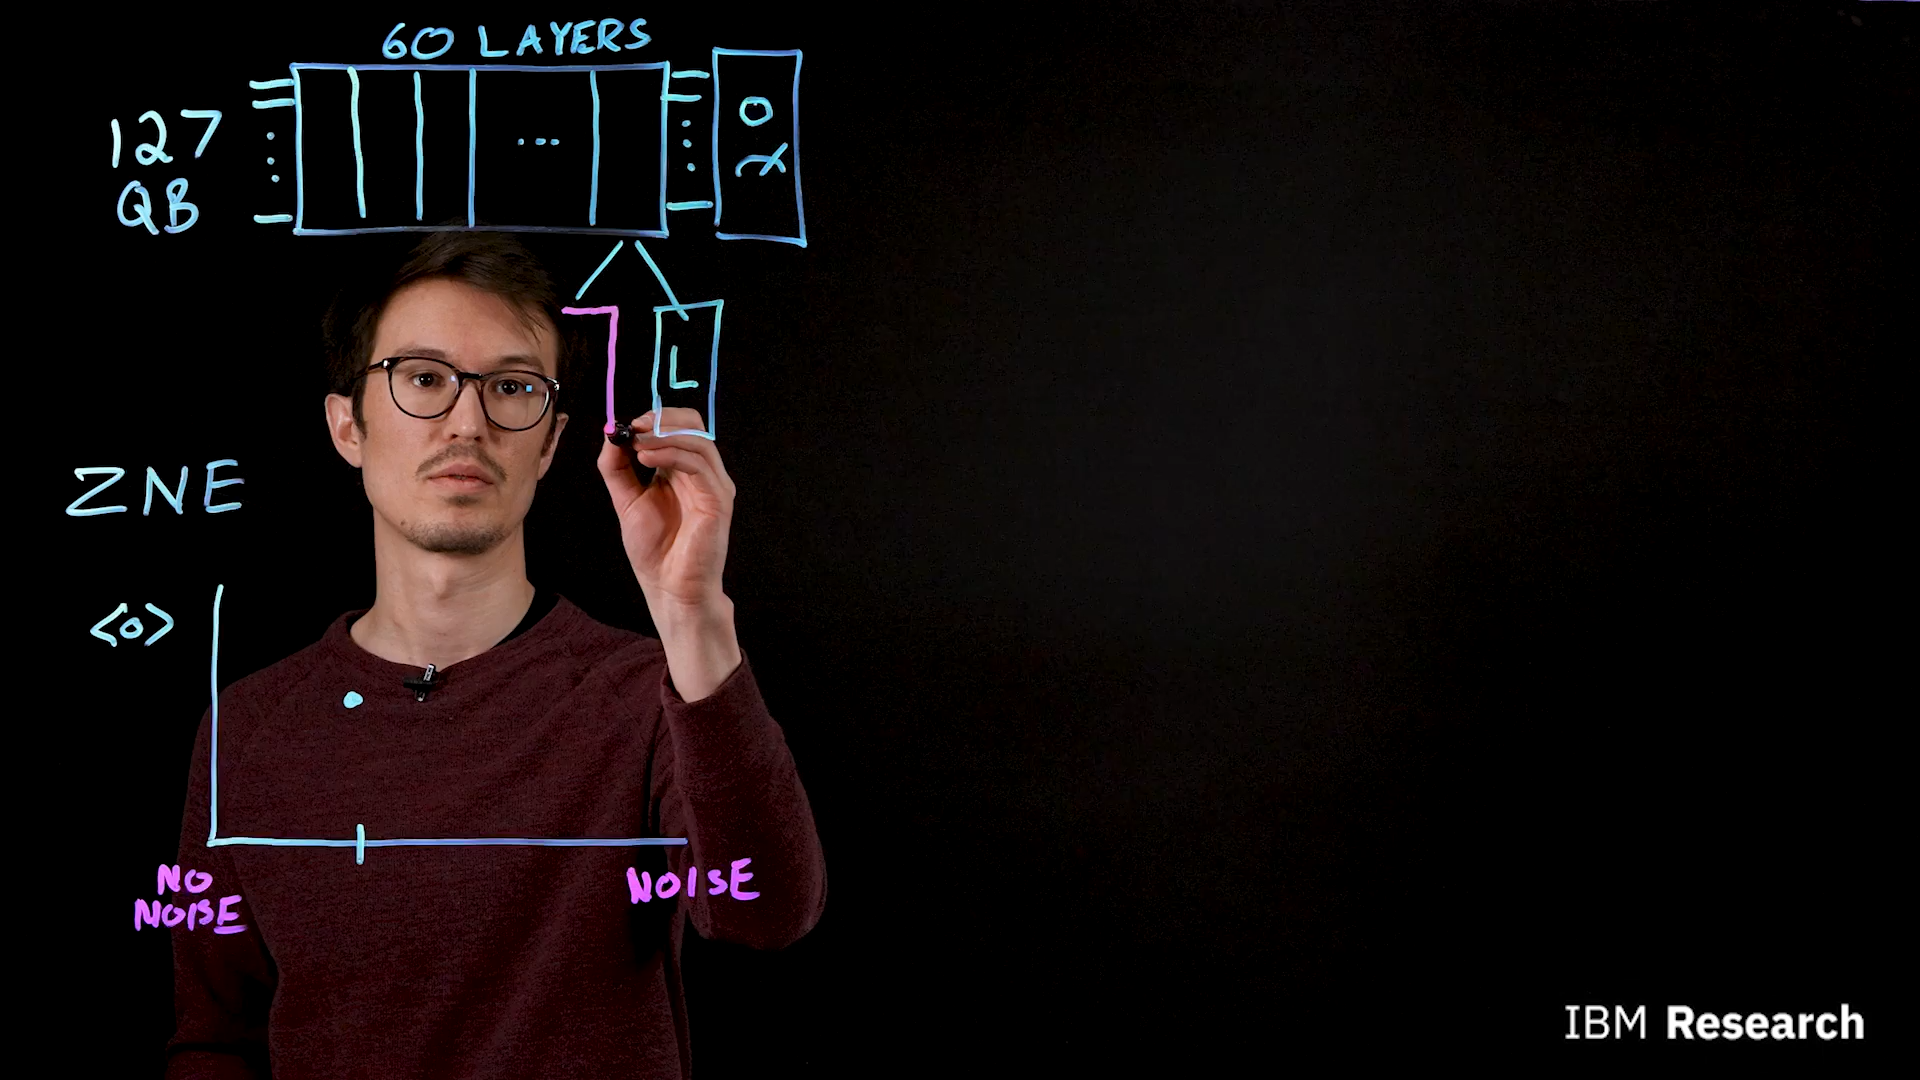 60 LAYERS
127
QB
O
L
ZNE
<O>
NO
NOISE
NOISE
IBM Research